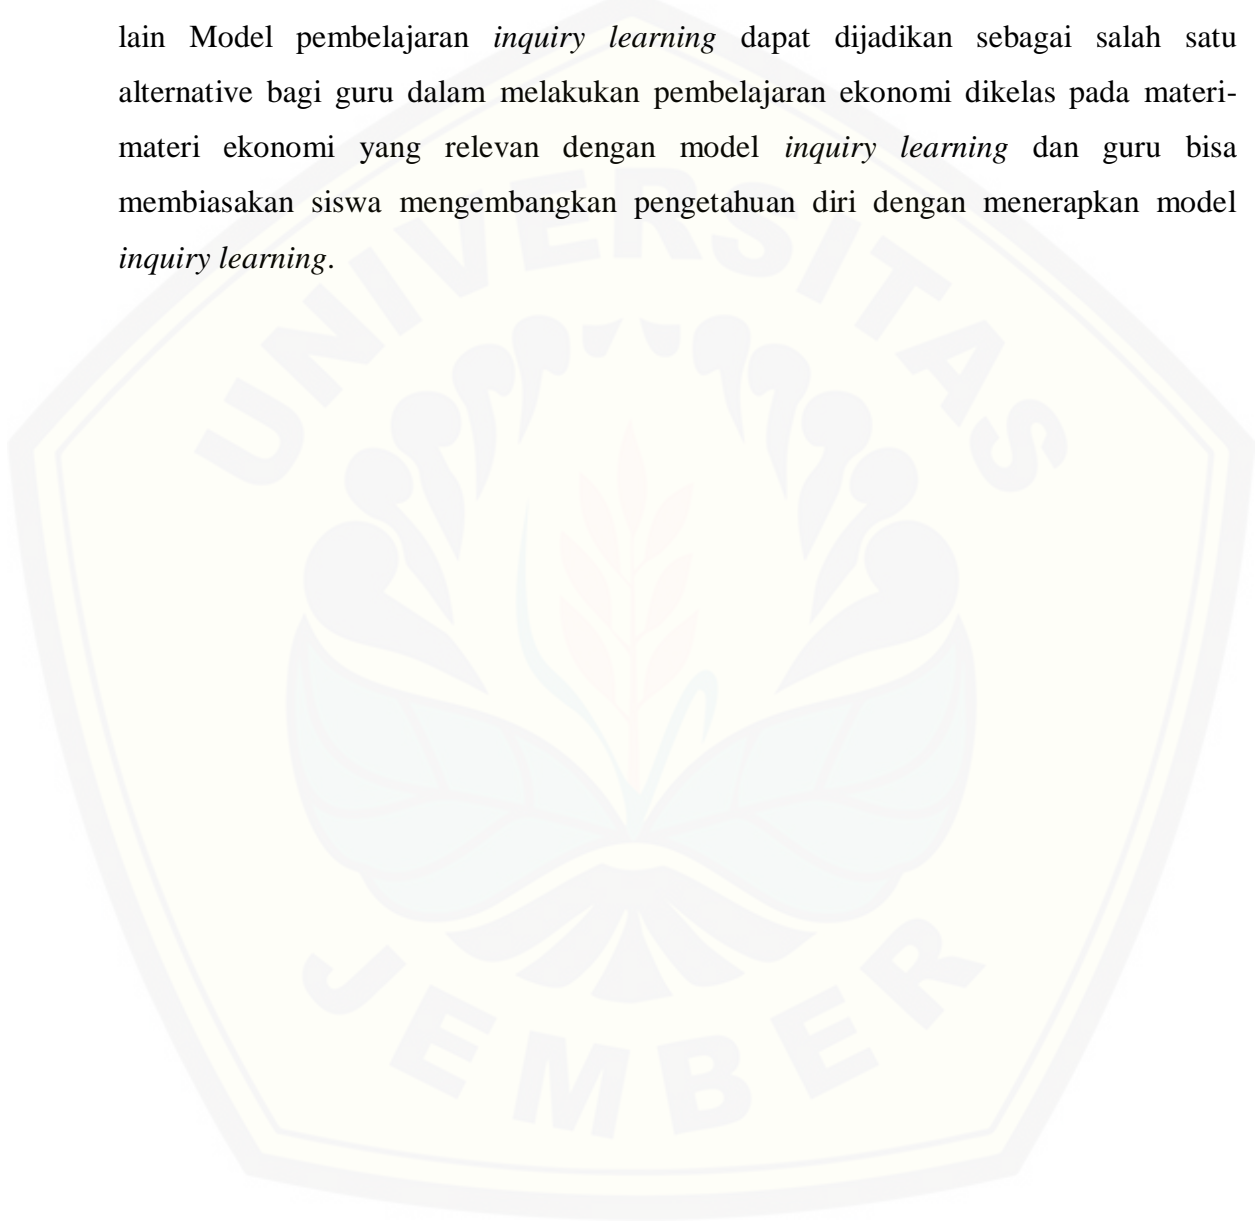 lain Model pembelajaran inquiry learning dapat dijadikan sebagai salah satu
alternative bagi guru dalam melakukan pembelajaran ekonomi dikelas pada materi-
materi ekonomi yang relevan dengan model inquiry learning dan guru bisa
membiasakan siswa mengembangkan pengetahuan diri dengan menerapkan model
inquiry learning.
UNIVERSITAS
JEMBER